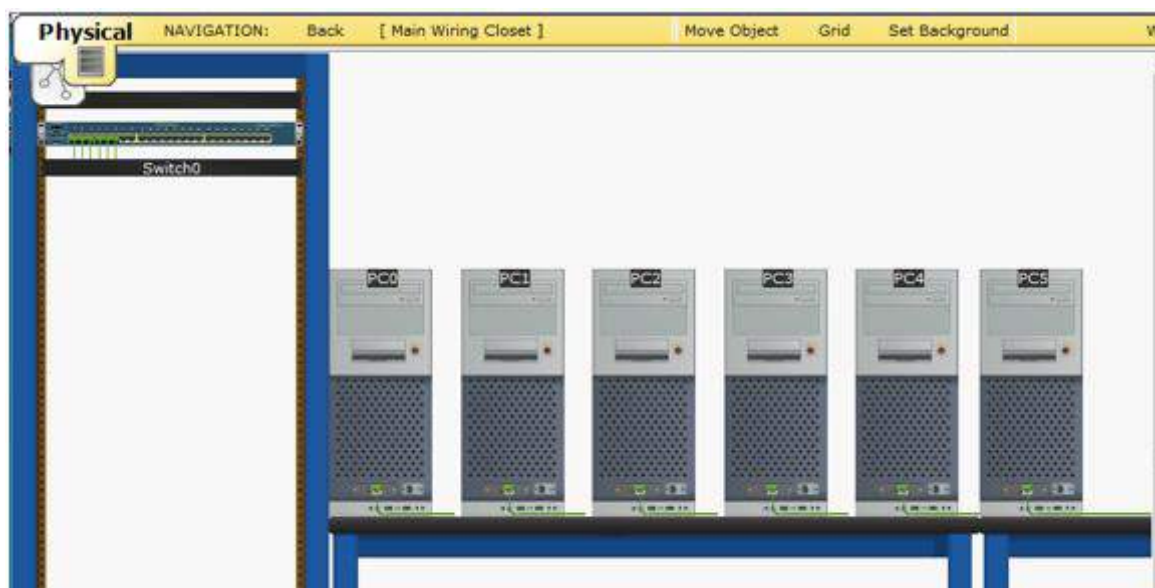 Physical NAVIGATION: Back [ Main Wiring Closet ] Move Object Grid Set Background
Switch0
PC0 PC1 PC2 PC3 PC4 PC5